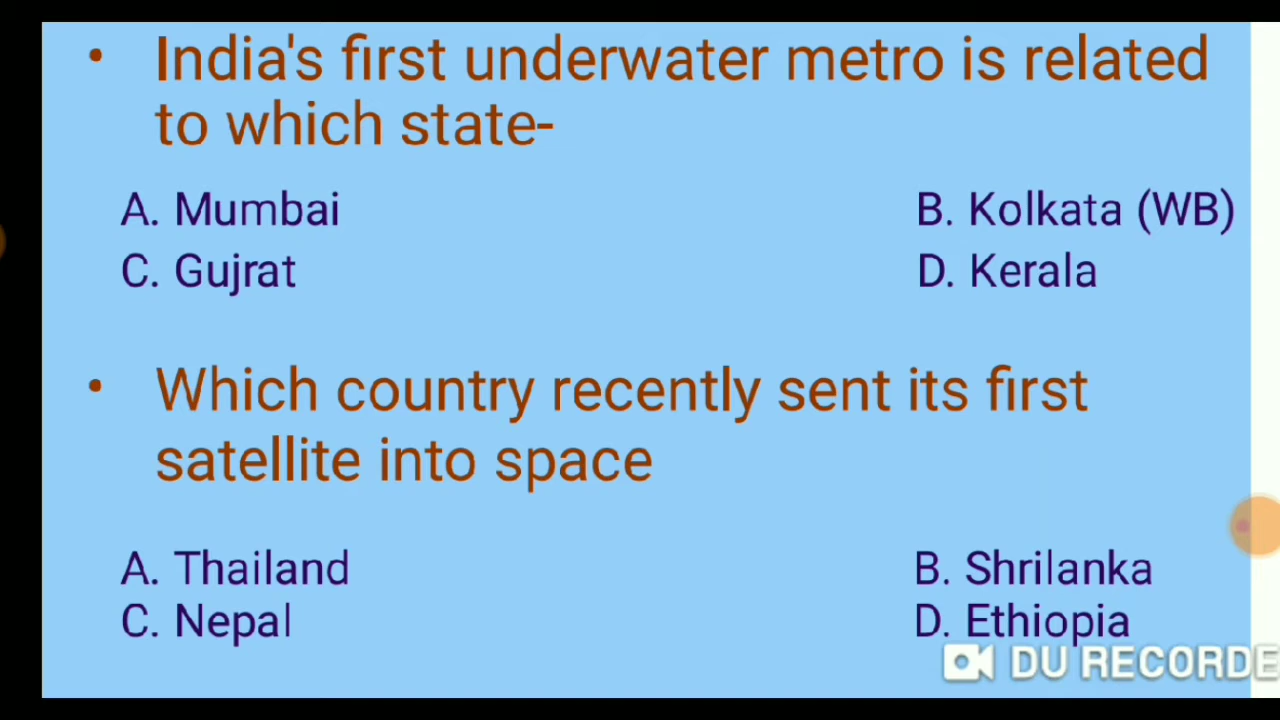 • India's first underwater metro is related
to which state-
A. Mumbai B. Kolkata (WB)
C. Gujrat D. Kerala
• Which country recently sent its first
satellite into space
A. Thailand B. Shrilanka
C. Nepal D. Ethiopia
DU RECORDE